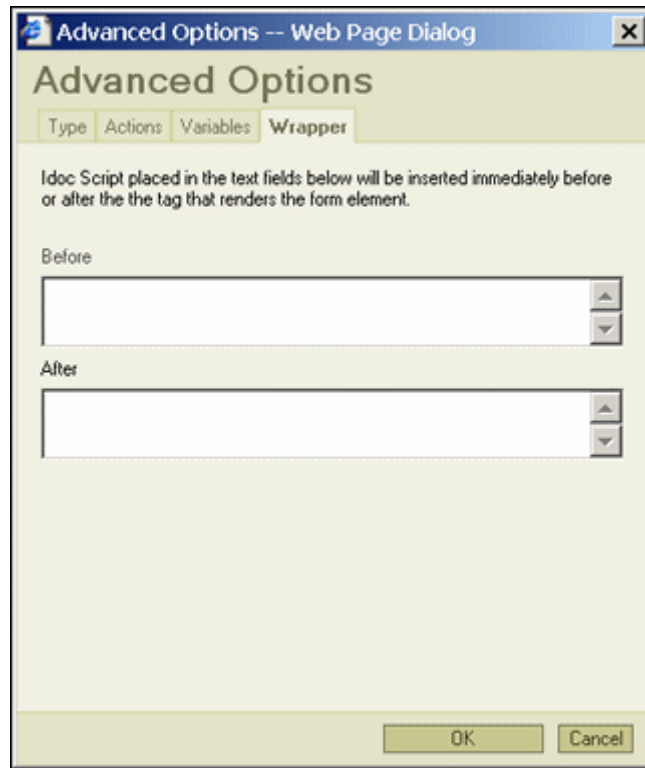 Advanced Options -- Web Page Dialog
Advanced Options
Type Actions Variables Wrapper
Idoc Script placed in the text fields below will be inserted immediately before
or after the the tag that renders the form element.
Before
After
OK Cancel